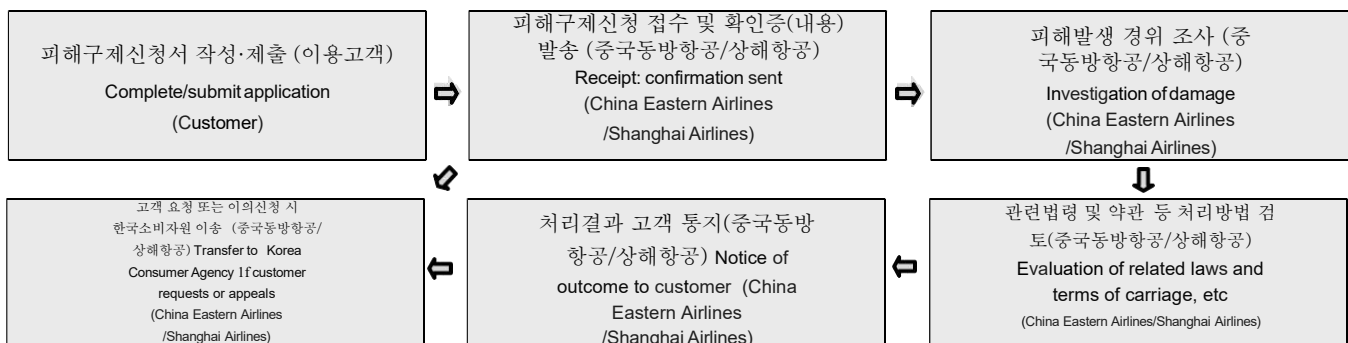 피해구제신청서 작성·제출 (이용고객)
Complete/submit application
(Customer)
피해구제신청 접수 및 확인증(내용)
발송 (중국동방항공/상해항공)
Receipt: confirmation sent
(China Eastern Airlines
/Shanghai Airlines)
피해발생 경위 조사 (중
국동방항공/상해항공)
Investigation of damage
(China Eastern Airlines
/Shanghai Airlines)
관련법령 및 약관 등 처리방법 검
토(중국동방항공/상해항공)
Evaluation of related laws and
terms of carriage, etc
(China Eastern Airlines/Shanghai Airlines)
처리결과 고객 통지(중국동방
항공/상해항공) Notice of
outcome to customer (China
Eastern Airlines
/Shanghai Airlines)
고객 요청 또는 이의신청 시
한국소비자원 이송 (중국동방항공/
상해항공) Transfer to Korea
Consumer Agency 1f customer
requests or appeals
(China Eastern Airlines
/Shanghai Airlines)